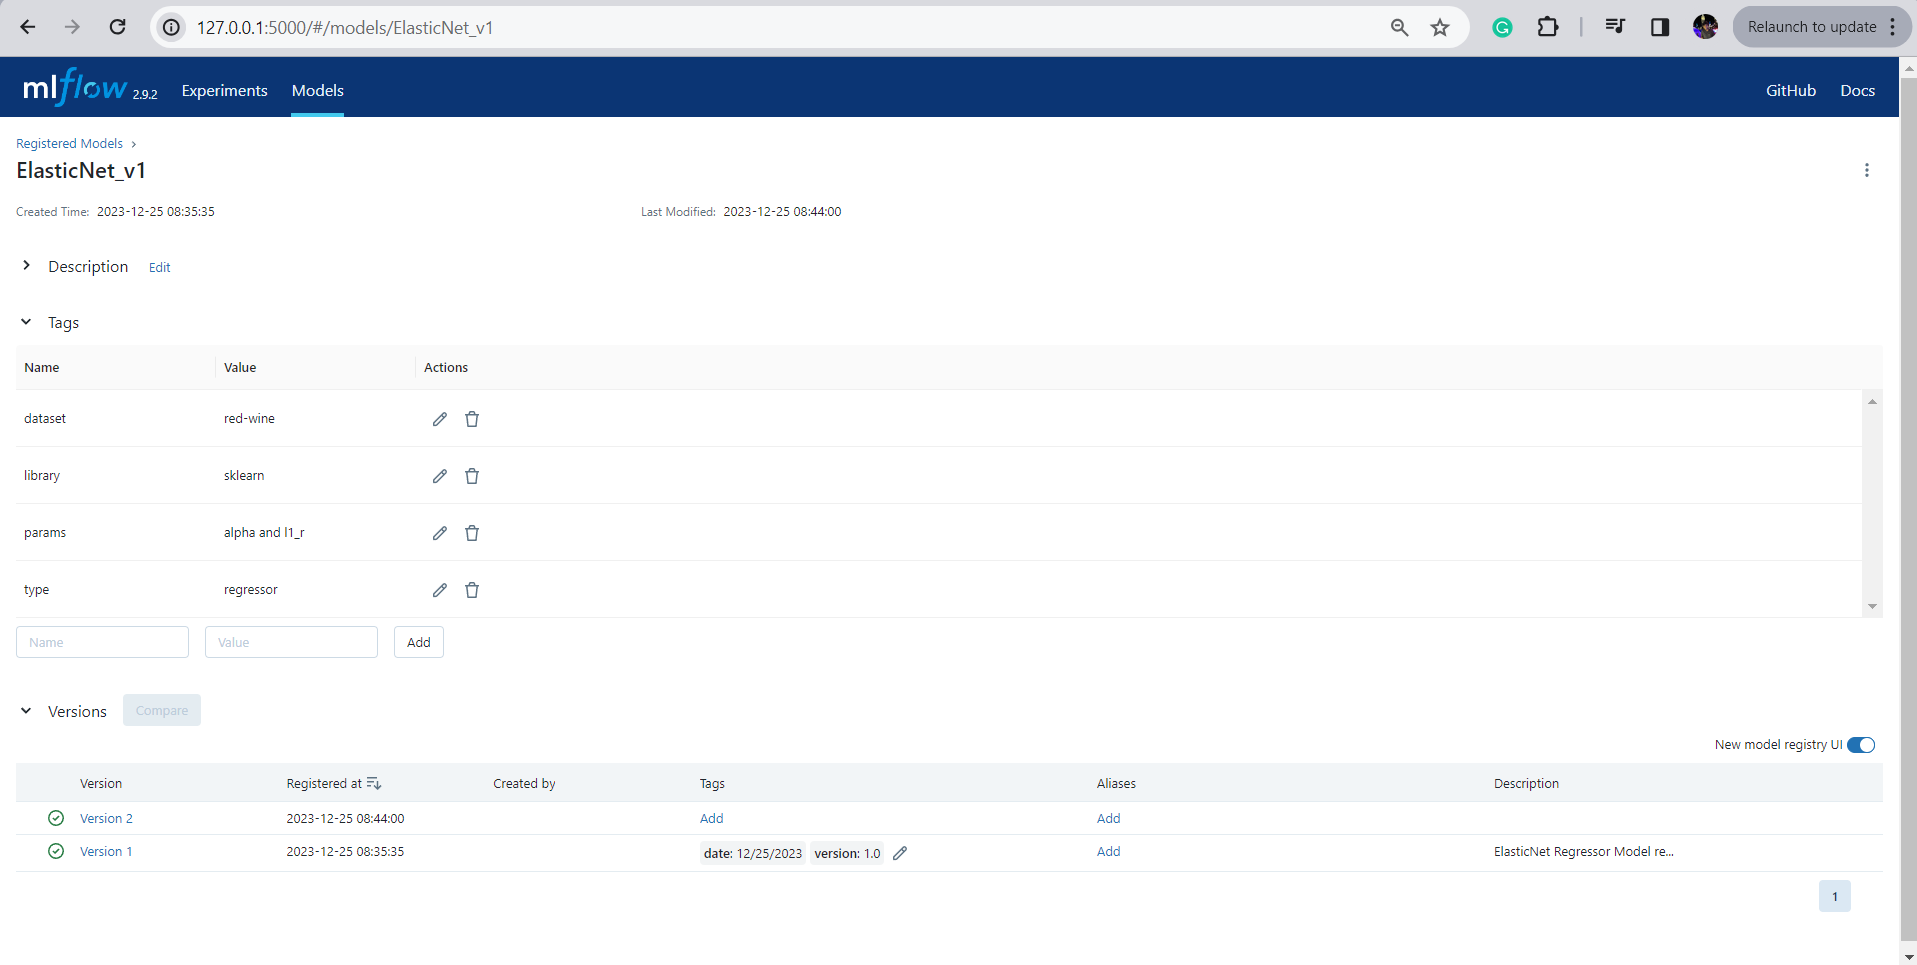 127.0.0.1:5000/#/models/ElasticNet_v1
Relaunch to update
mlflow 2.9.2 Experiments Models GitHub Docs
Registered Models ›
ElasticNet_v1
Created Time: 2023-12-25 08:35:35 Last Modified: 2023-12-25 08:44:00
Description Edit
Tags
Name Value Actions
dataset red-wine
library sklearn
params alpha and l1_r
type regressor
Name Value Add
Versions Compare
New model registry UI
Version Registered at Created by Tags Aliases Description
Version 2 2023-12-25 08:44:00 Add Add
Version 1 2023-12-25 08:35:35 date: 12/25/2023 version: 1.0 Add ElasticNet Regressor Model re...
1